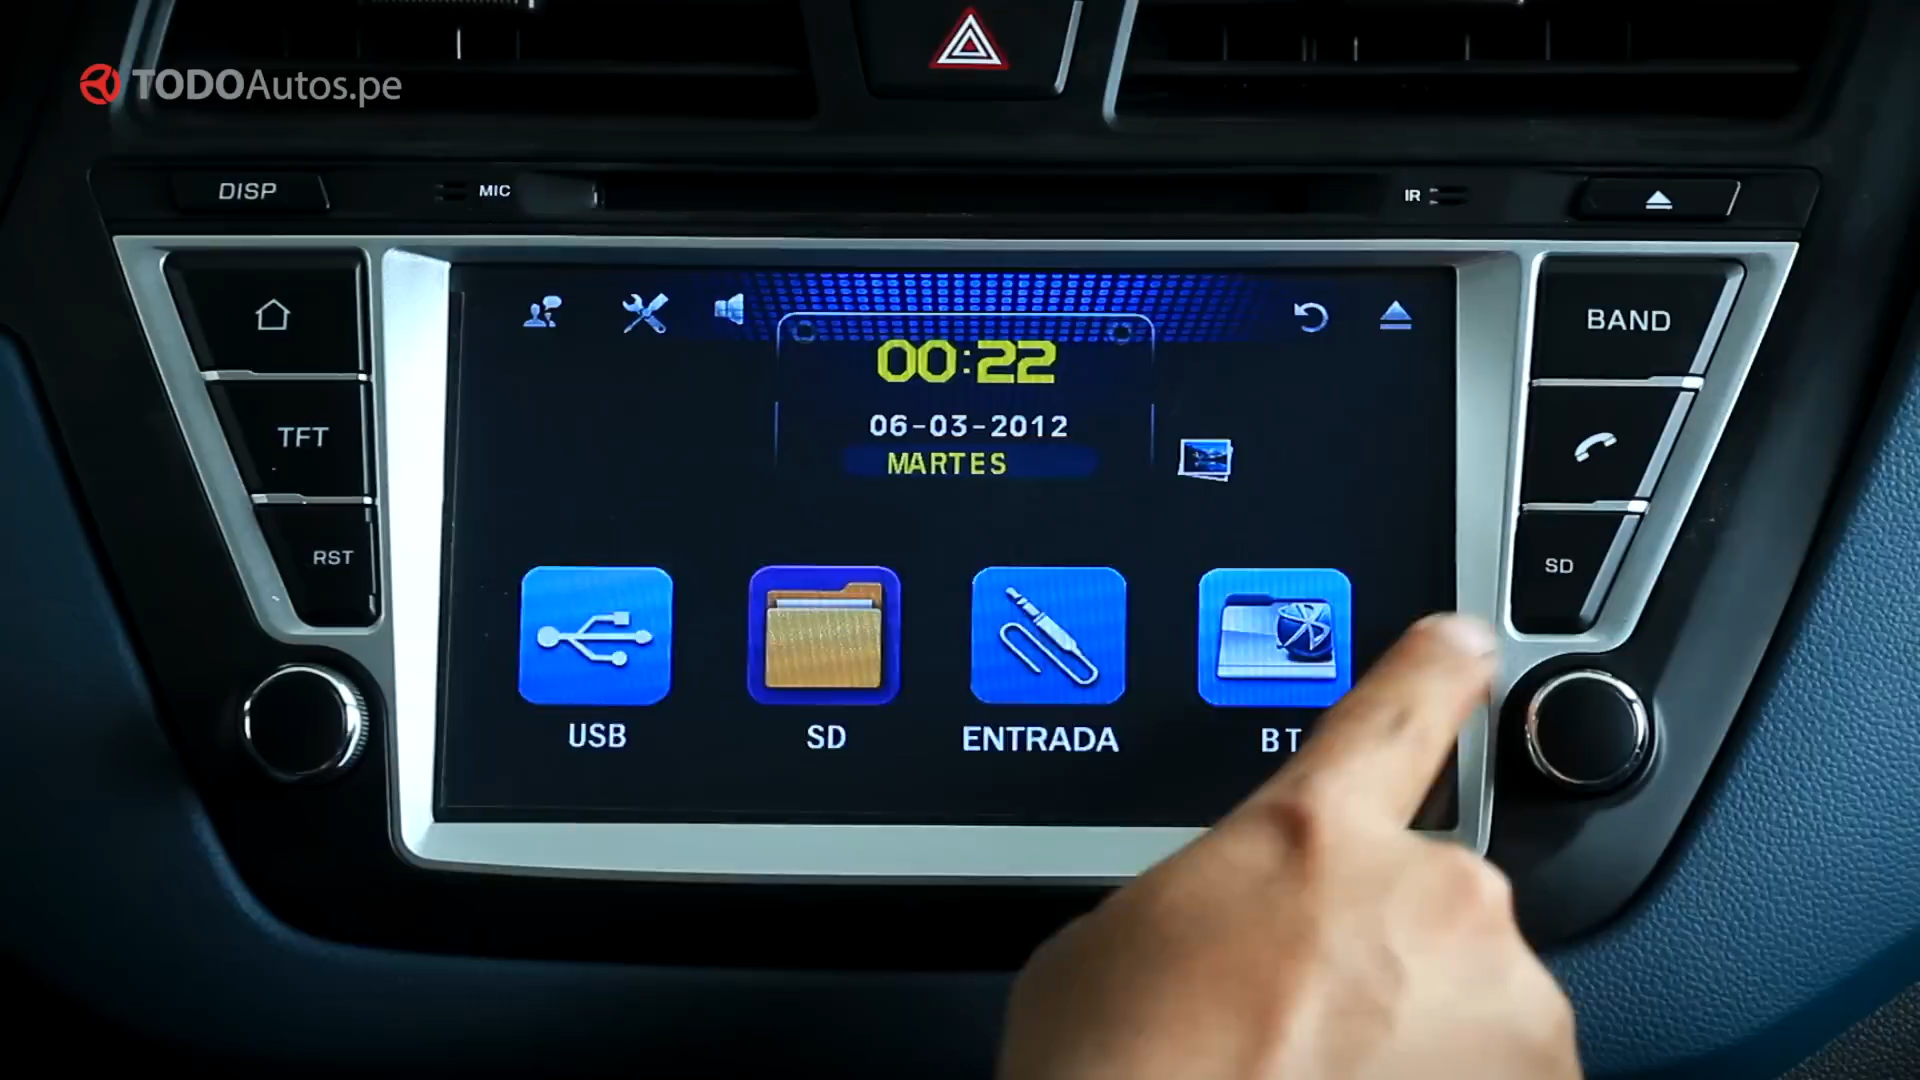 TODOAutos.pe
DISP
MIC
IR
BAND
TFT
RST
SD
00:22
06-03-2012
MARTES
USB
SD
ENTRADA
BT